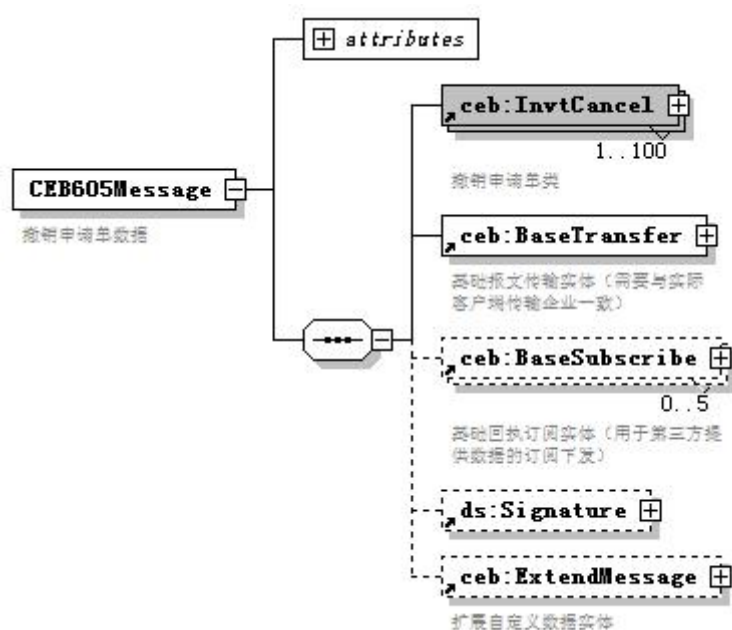 attributes
ceb:InvtCancel
1..100
撤销申请单类
CEB605Message
撤销申请单数据
ceb:BaseTransfer
基础报文传输实体（需要与实际
客户端传输企业一致）
ceb:BaseSubscribe
0..5
基础回执订阅实体（用于第三方提
供数据的订阅下发）
ds:Signature
ceb:ExtendMessage
扩展自定义数据实体